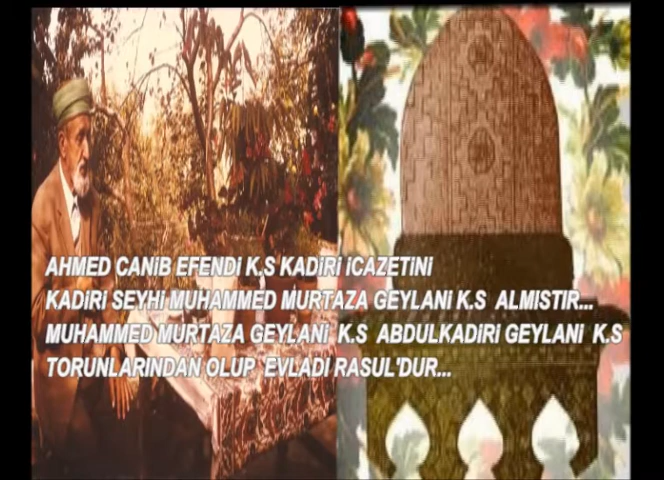 AHMED CANiB EFENDi K.S KADiRi iCAZETiNi
KADiRi SEYHi MUHAMMED MURTAZA GEYLANi K.S ALMISTIR...
MUHAMMED MURTAZA GEYLANi K.S ABDULKADIRi GEYLANi K.S
TORUNLARINDAN OLUP EVLADI RASUL'DUR...